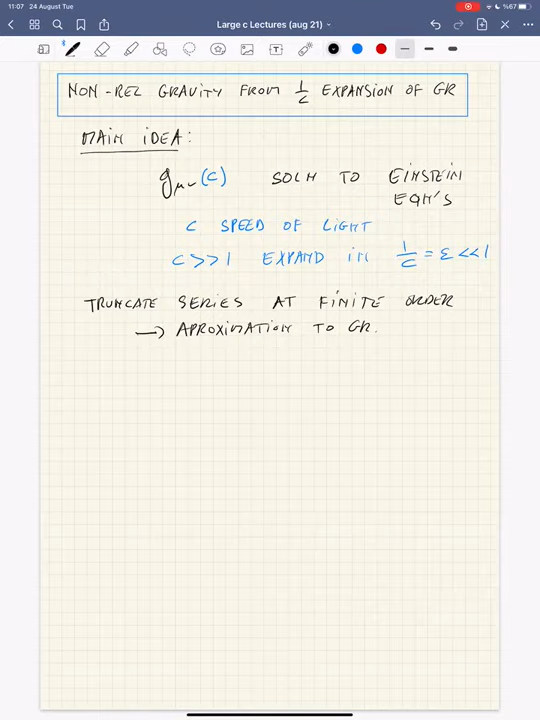 11:07 24 August Tue
%67
Large c Lectures (aug 21)
NON-REL GRAVITY FROM 1/c EXPANSION OF GR
MAIN IDEA:
gμν(c) SOLN TO EINSTEIN
EQN'S
c SPEED OF LIGHT
c >> 1 EXPAND IN 1/c = ε << 1
TRUNCATE SERIES AT FINITE ORDER
→ APROXIMATION TO GR.